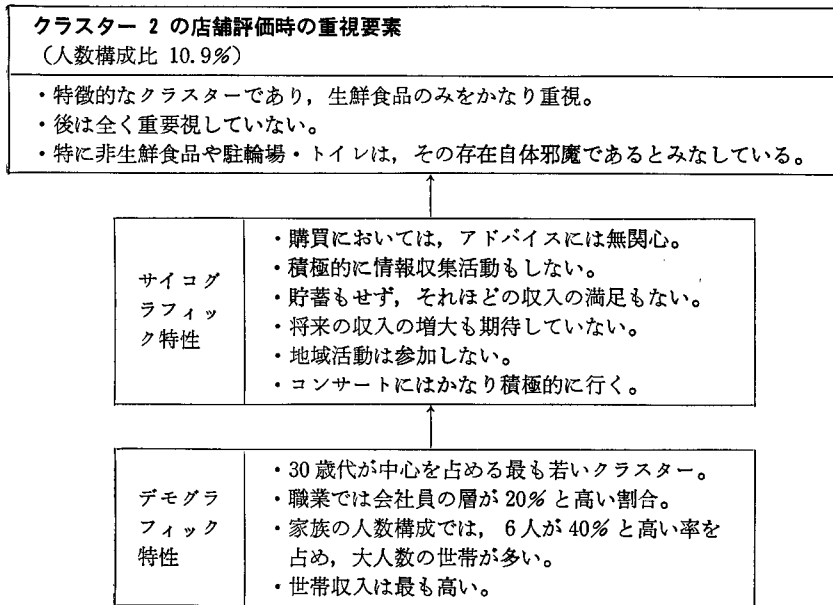 クラスター 2 の店舗評価時の重視要素
（人数構成比 10.9%）
・特徴的なクラスターであり，生鮮食品のみをかなり重視。
・後は全く重要視していない。
・特に非生鮮食品や駐輪場・トイレは，その存在自体邪魔であるとみなしている。
サイコグ
ラフィッ
ク特性
・購買においては，アドバイスには無関心。
・積極的に情報収集活動もしない。
・貯蓄もせず，それほどの収入の満足もない。
・将来の収入の増大も期待していない。
・地域活動は参加しない。
・コンサートにはかなり積極的に行く。
デモグラ
フィック
特性
・30 歳代が中心を占める最も若いクラスター。
・職業では会社員の層が 20% と高い割合。
・家族の人数構成では， 6 人が 40% と高い率を
占め，大人数の世帯が多い。
・世帯収入は最も高い。